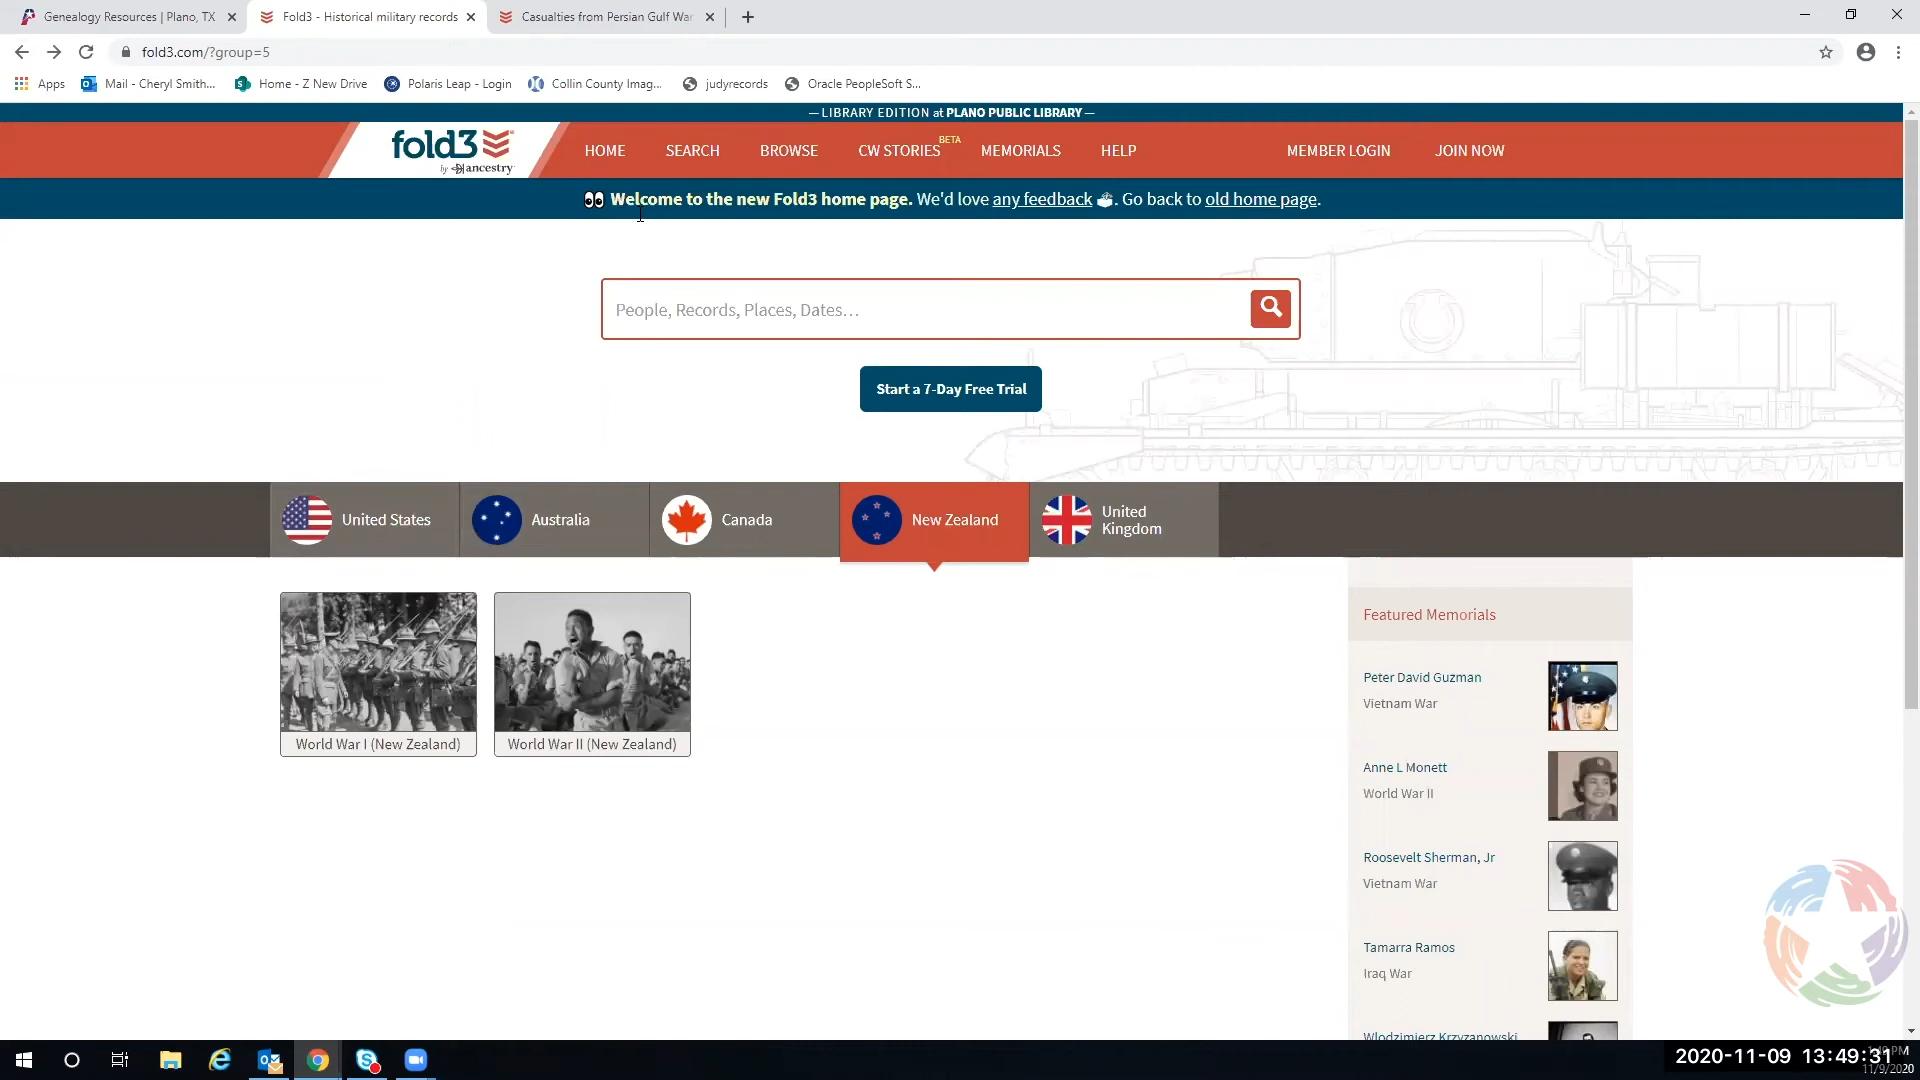 Genealogy Resources | Plano, TX
Fold3 - Historical military records
Casualties from Persian Gulf War
fold3.com/?group=5
Apps
Mail - Cheryl Smith...
Home - Z New Drive
Polaris Leap - Login
Collin County Imag...
judyrecords
Oracle PeopleSoft S...
— LIBRARY EDITION at PLANO PUBLIC LIBRARY —
fold3
by ancestry
HOME
SEARCH
BROWSE
CW STORIES BETA
MEMORIALS
HELP
MEMBER LOGIN
JOIN NOW
Welcome to the new Fold3 home page. We'd love any feedback. Go back to old home page.
People, Records, Places, Dates...
Start a 7-Day Free Trial
United States
Australia
Canada
New Zealand
United
Kingdom
World War I (New Zealand)
World War II (New Zealand)
Featured Memorials
Peter David Guzman
Vietnam War
Anne L Monett
World War II
Roosevelt Sherman, Jr
Vietnam War
Tamarra Ramos
Iraq War
Wlodzimierz Krzyzanowski
2020-11-09 13:49:31
11/9/2020